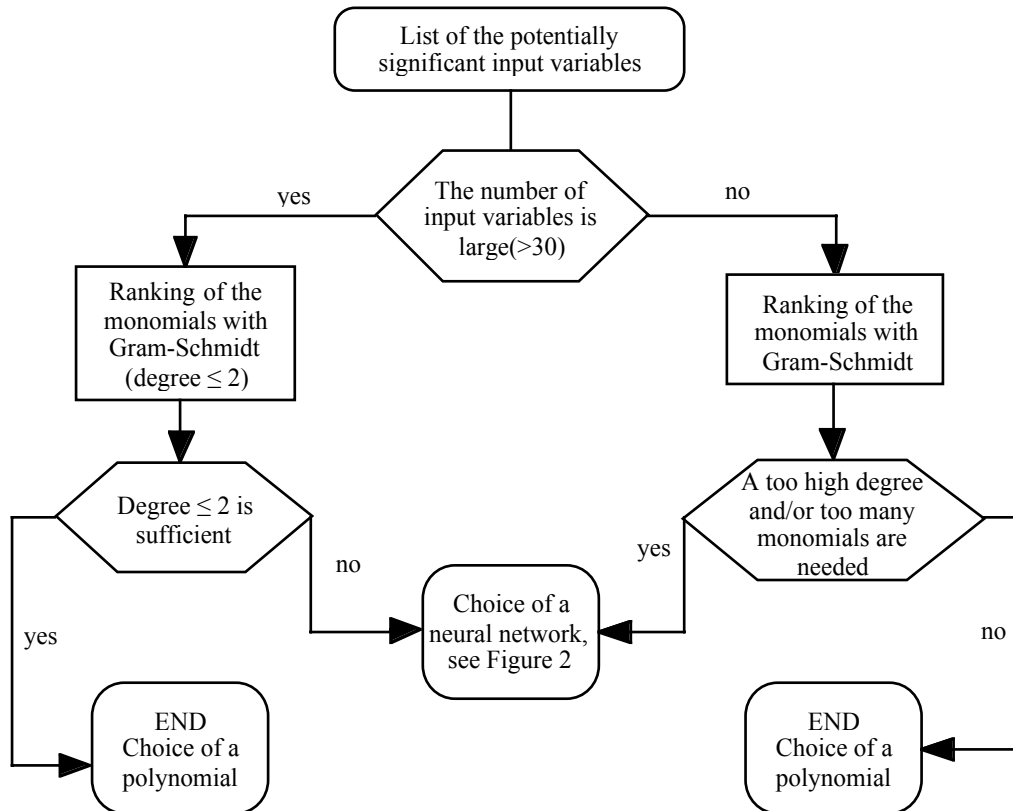 List of the potentially
significant input variables
yes
The number of
input variables is
large(>30)
no
Ranking of the
monomials with
Gram-Schmidt
(degree ≤ 2)
Ranking of the
monomials with
Gram-Schmidt
Degree ≤ 2 is
sufficient
A too high degree
and/or too many
monomials are
needed
no
yes
Choice of a
neural network,
see Figure 2
yes
no
END
Choice of a
polynomial
END
Choice of a
polynomial